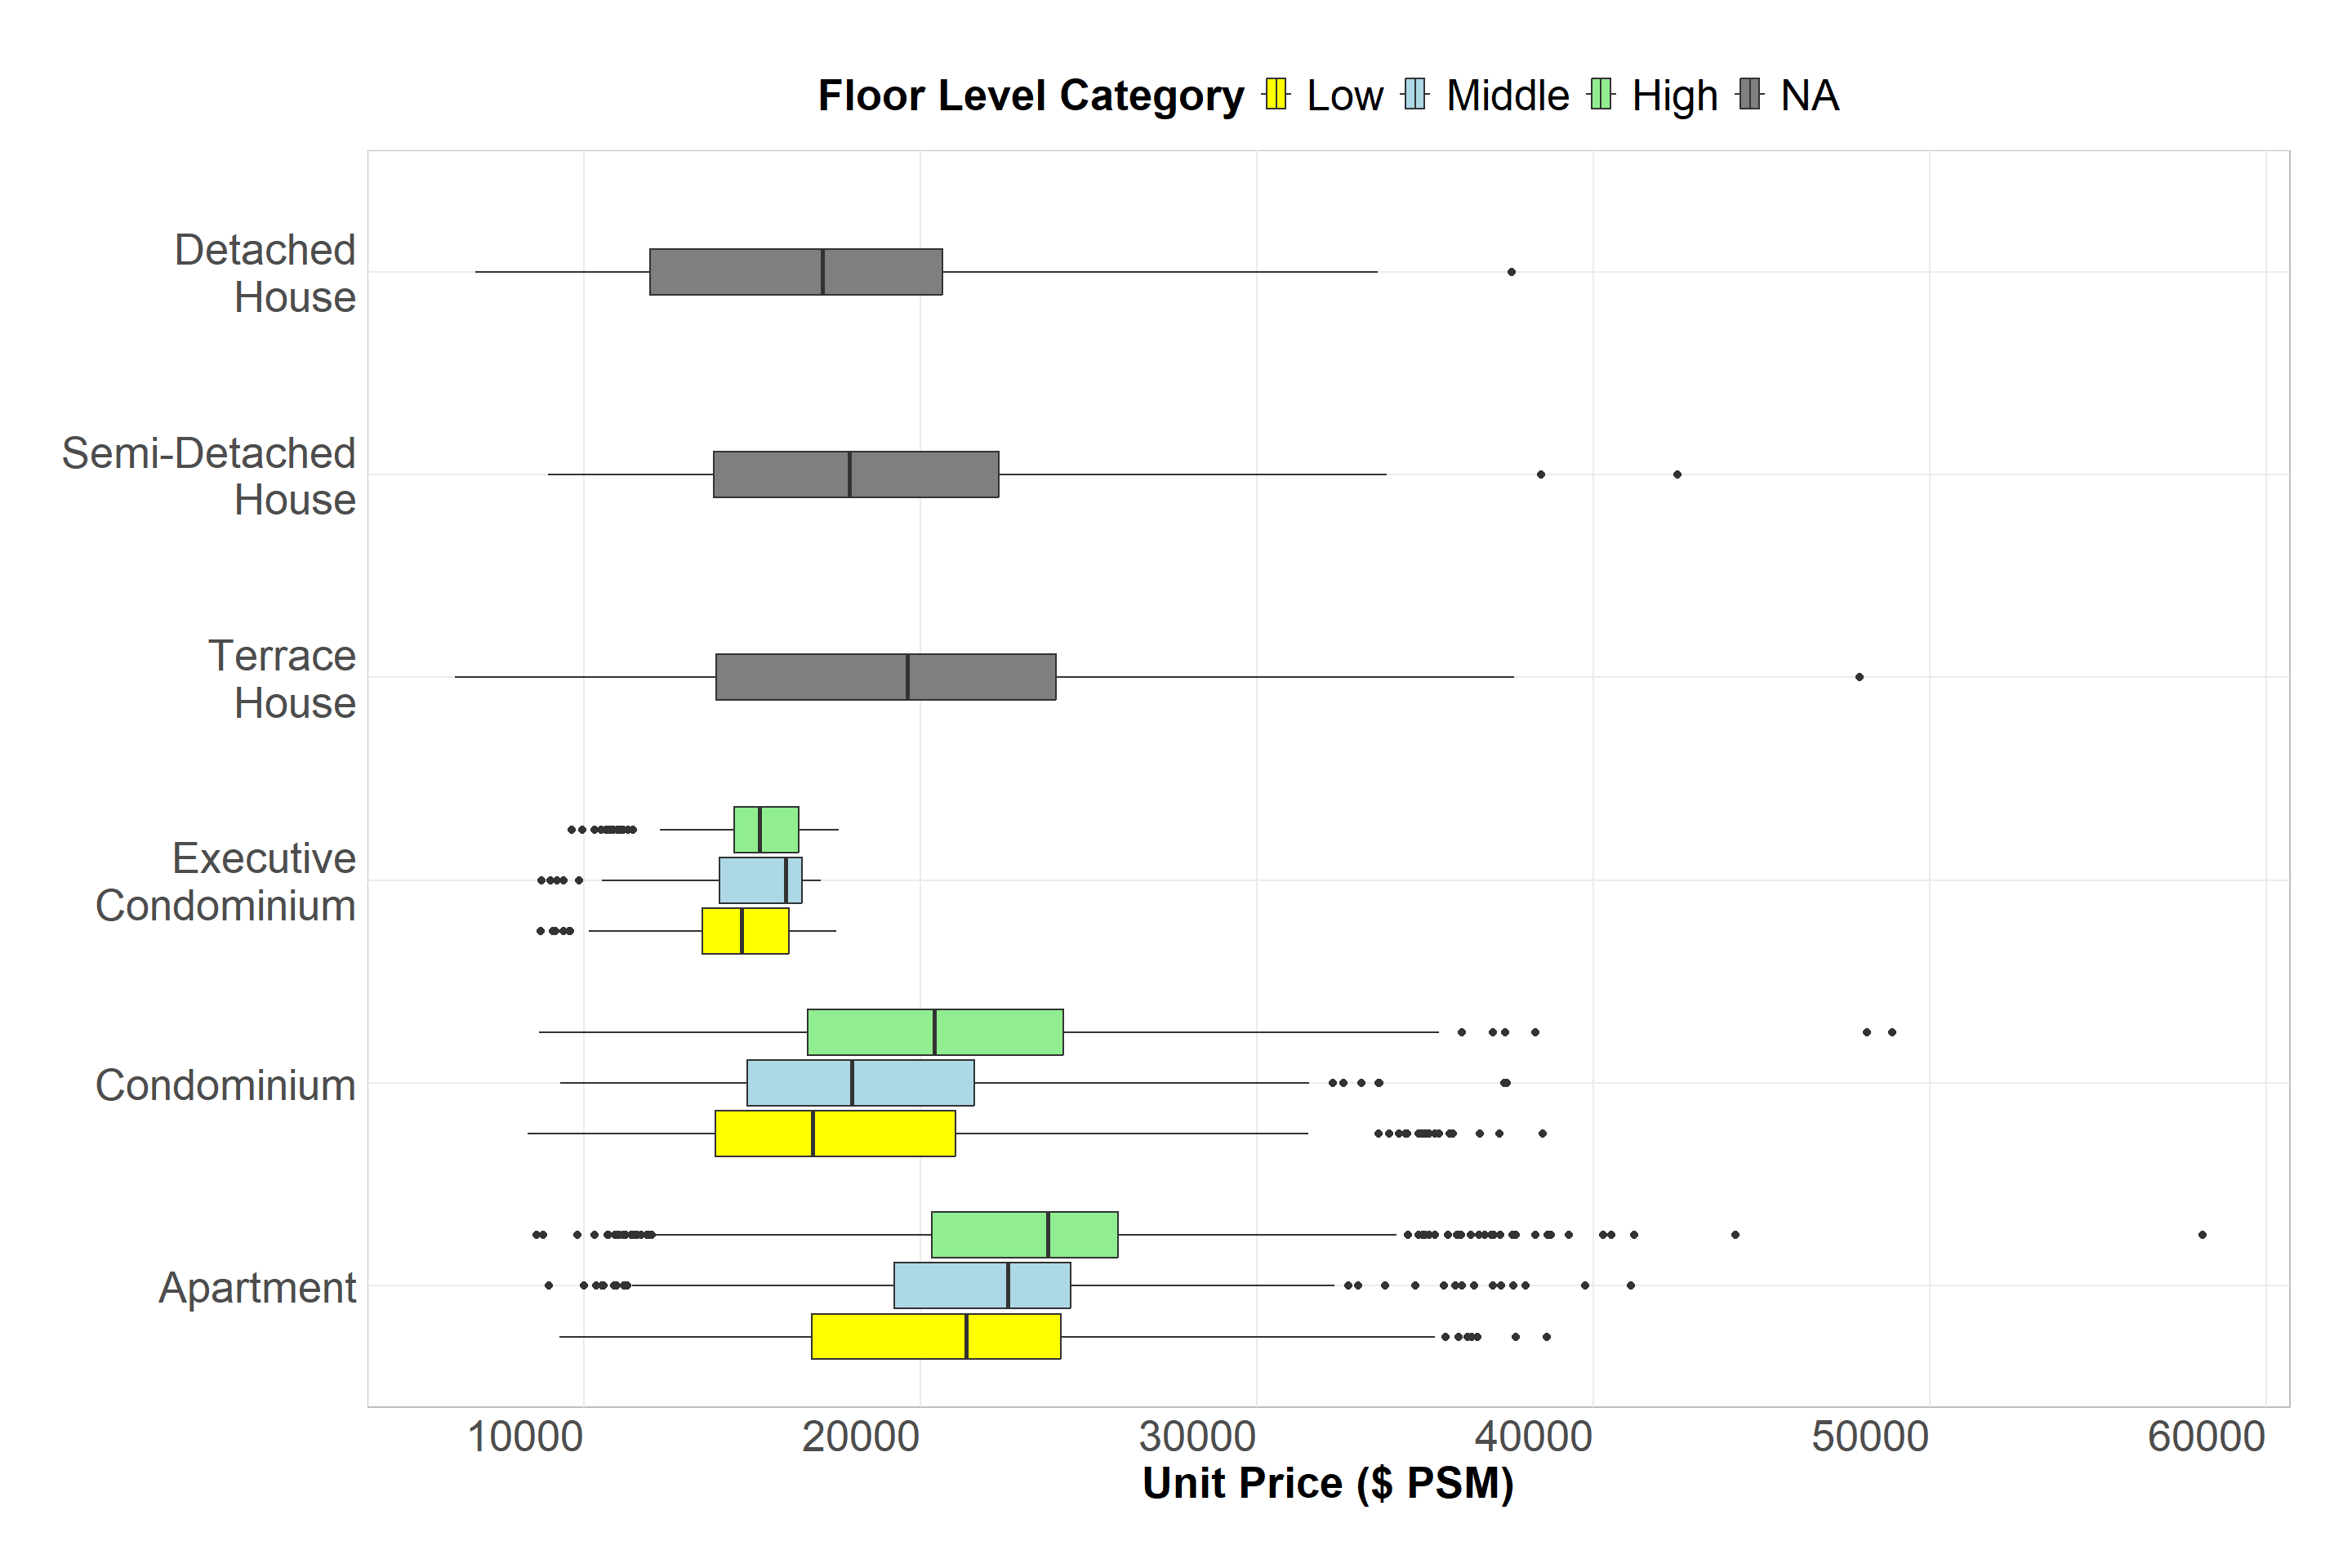 Floor Level Category Low Middle High NA
Detached
House
Semi-Detached
House
Terrace
House
Executive
Condominium
Condominium
Apartment
10000 20000 30000 40000 50000 60000
Unit Price ($ PSM)